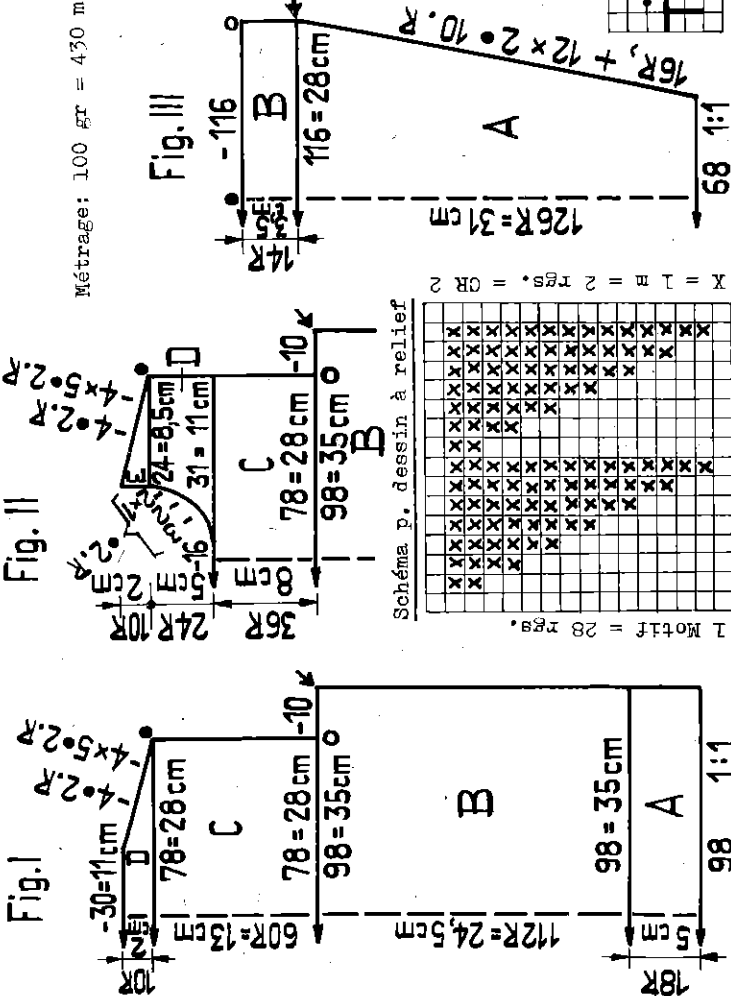 Fig. I
-30=11cm
-4•2.R
-4×5•2.R
D
2 cm
10R
78=28cm
C
60R=13cm
78=28cm
-10
98=35cm
B
112R=24,5cm
98=35cm
A
5cm
18R
98 1:1
Fig. II
-4•2.R
-4×5•2.R
E
D
24=8,5cm
31=11cm
-16
10R
2cm
24R
5cm
C
36R
8cm
78=28cm
-10
98=35cm
B
Métrage: 100 gr = 430 m
Fig. III
-116
B
14R
3,5 cm
116=28cm
16R, + 12×2•10.R
A
126R=31cm
68 1:1
Schéma p. dessin à relief
X = 1 m = 2 rgs. = CR 2
1 Motif = 28 rgs.